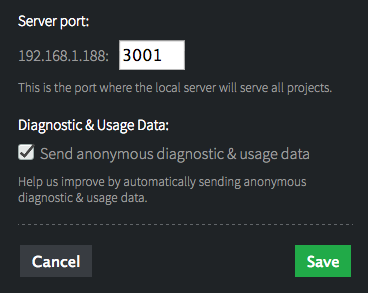 Server port:
192.168.1.188: 3001
This is the port where the local server will serve all projects.
Diagnostic & Usage Data:
Send anonymous diagnostic & usage data
Help us improve by automatically sending anonymous
diagnostic & usage data.
Cancel Save